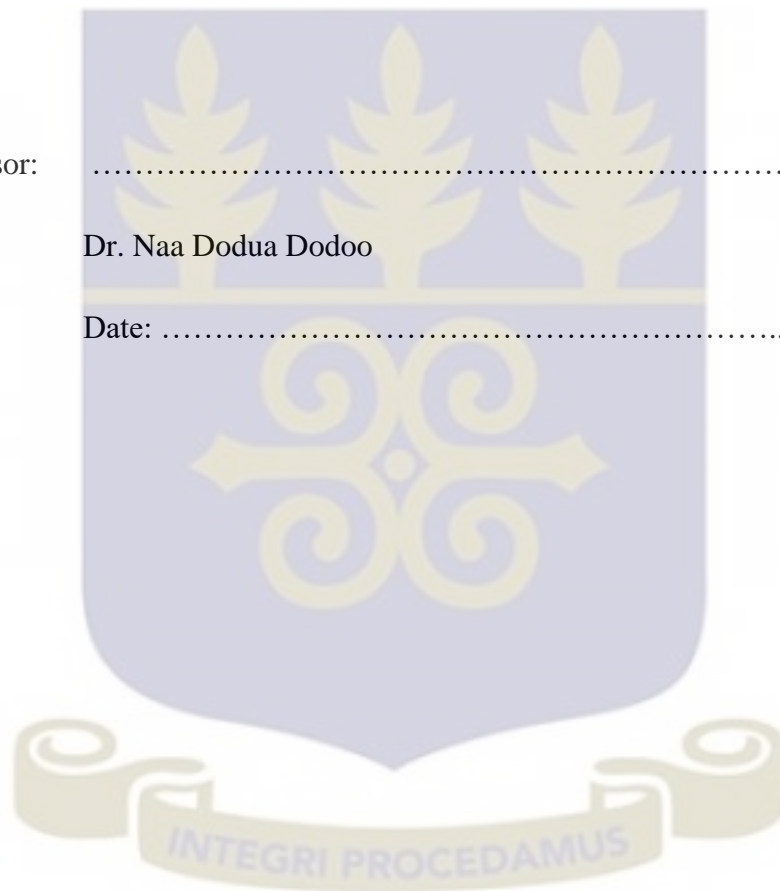 sor: ………………………………………………………….
Dr. Naa Dodua Dodoo
Date: …………………………………………………..
INTEGRI PROCEDAMUS